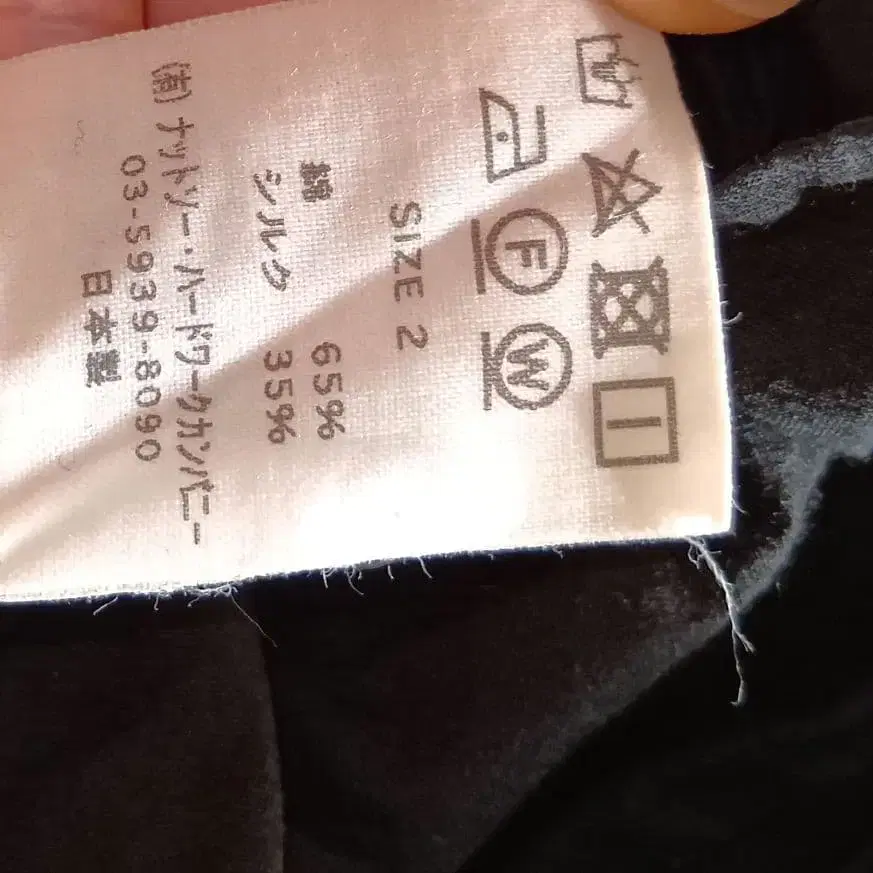 F
W
SIZE 2
綿 65%
シルク 35%
(有) ナットソー・ハードワークカンパニー
03-5939-8090
日本製